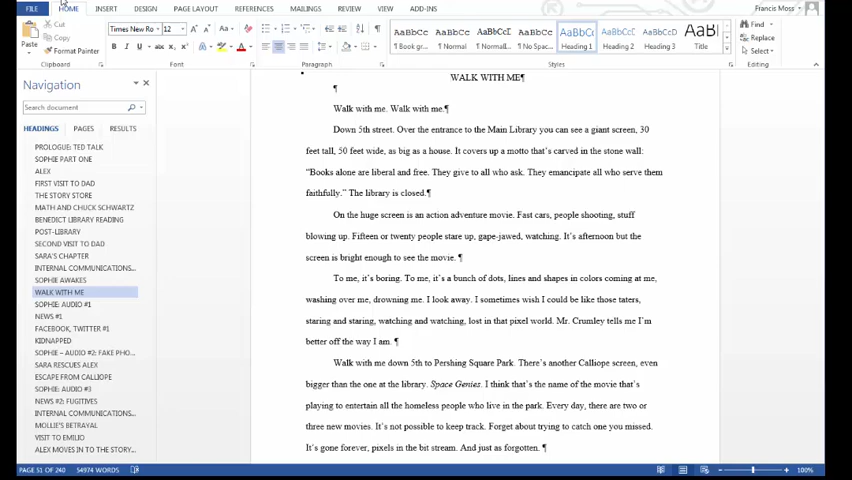 FILE HOME INSERT DESIGN PAGE LAYOUT REFERENCES MAILINGS REVIEW VIEW ADD-INS Francis Moss
Cut
Copy
Format Painter
Paste
Clipboard
Times New Ro 12
Font
Paragraph
AaBbCcDc AaBbCcDc AaBbCcDc
¶ Book gr... ¶ Normal ¶ Normal ¶ No Spac... Heading 1 Heading 2 Heading 3 Title
Styles
Find
Replace
Select
Editing
Navigation
Search document
HEADINGS PAGES RESULTS
PROLOGUE: TED TALK
SOPHIE PART ONE
ALEX
FIRST VISIT TO DAD
THE STORY STORE
MATH AND CHUCK SCHWARTZ
BENEDICT LIBRARY READING
POST-LIBRARY
SECOND VISIT TO DAD
SARA'S CHAPTER
INTERNAL COMMUNICATIONS...
SOPHIE AWAKES
WALK WITH ME
SOPHIE: AUDIO #1
NEWS #1
FACEBOOK, TWITTER #1
KIDNAPPED
SOPHIE – AUDIO #2: FAKE PHO...
SARA RESCUES ALEX
ESCAPE FROM CALLIOPE
SOPHIE: AUDIO #3
NEWS #2: FUGITIVES
INTERNAL COMMUNICATIONS...
MOLLIE'S BETRAYAL
VISIT TO EMILIO
ALEX MOVES IN TO THE STORY...
WALK WITH ME¶
¶
Walk with me. Walk with me.¶
Down 5th street. Over the entrance to the Main Library you can see a giant screen, 30
feet tall, 50 feet wide, as big as a house. It covers up a motto that's carved in the stone wall:
“Books alone are liberal and free. They give to all who ask. They emancipate all who serve them
faithfully.” The library is closed.¶
On the huge screen is an action adventure movie. Fast cars, people shooting, stuff
blowing up. Fifteen or twenty people stare up, gape-jawed, watching. It's afternoon but the
screen is bright enough to see the movie. ¶
To me, it's boring. To me, it's a bunch of dots, lines and shapes in colors coming at me,
washing over me, drowning me. I look away. I sometimes wish I could be like those taters,
staring and staring, watching and watching, lost in that pixel world. Mr. Crumley tells me I'm
better off the way I am. ¶
Walk with me down 5th to Pershing Square Park. There's another Calliope screen, even
bigger than the one at the library. Space Genies. I think that's the name of the movie that's
playing to entertain all the homeless people who live in the park. Every day, there are two or
three new movies. It's not possible to keep track. Forget about trying to catch one you missed.
It's gone forever, pixels in the bit stream. And just as forgotten. ¶
PAGE 51 OF 240 54974 WORDS 100%